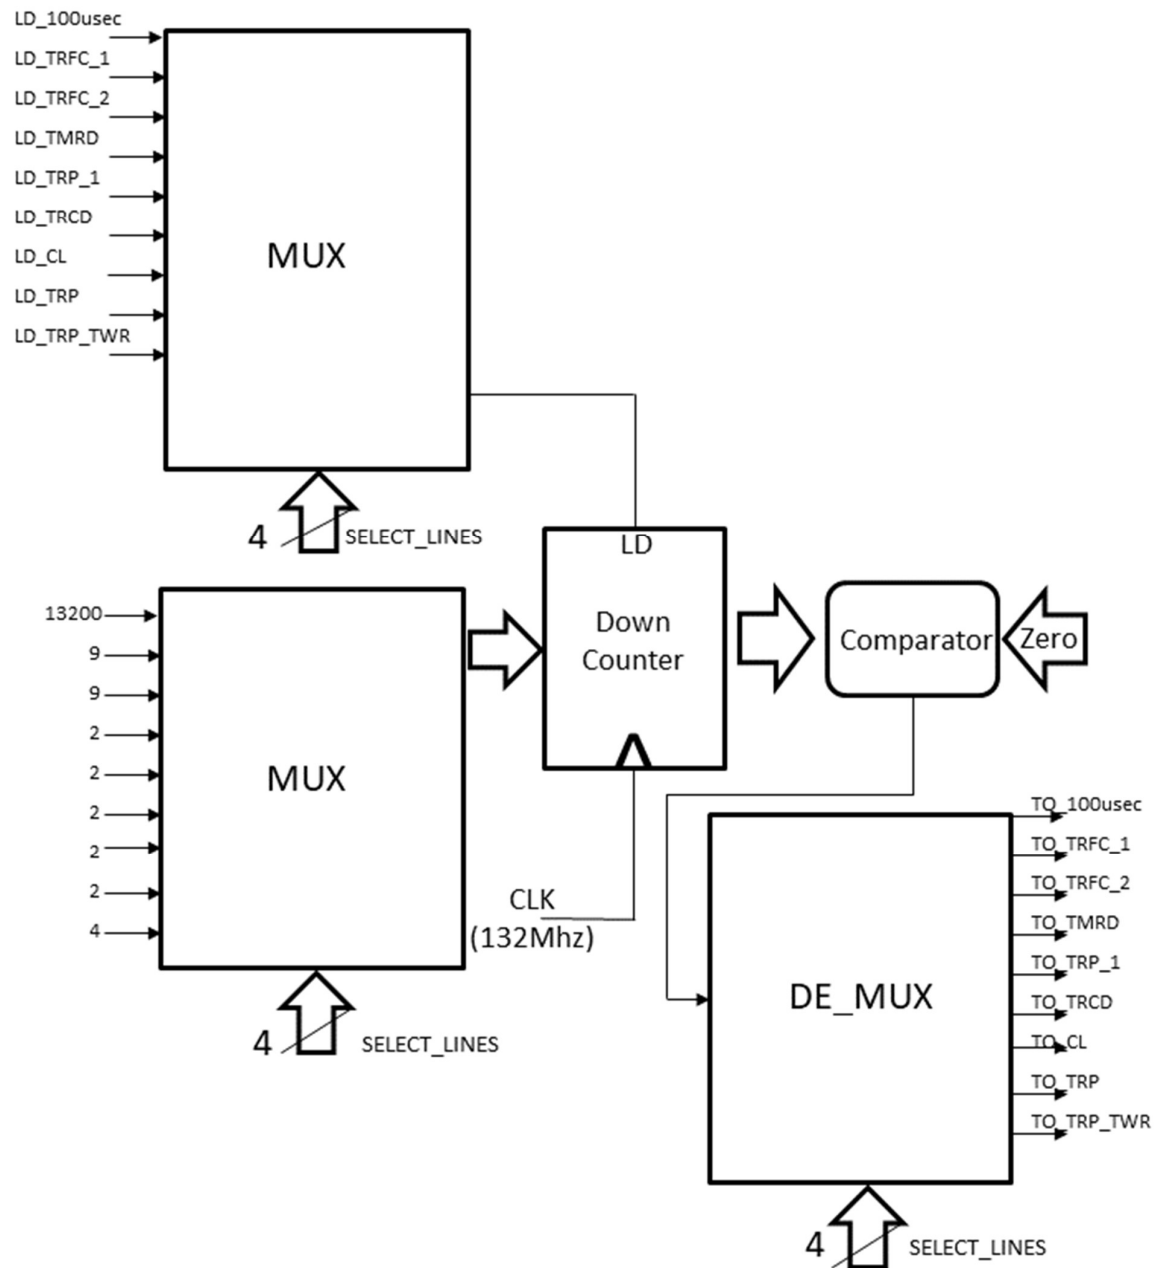 LD_100usec
LD_TRFC_1
LD_TRFC_2
LD_TMRD
LD_TRP_1
LD_TRCD
LD_CL
LD_TRP
LD_TRP_TWR
MUX
4 SELECT_LINES
13200
9
9
2
2
2
2
2
4
MUX
4 SELECT_LINES
LD
Down
Counter
CLK
(132Mhz)
Comparator
Zero
DE_MUX
TO_100usec
TO_TRFC_1
TO_TRFC_2
TO_TMRD
TO_TRP_1
TO_TRCD
TO_CL
TO_TRP
TO_TRP_TWR
4 SELECT_LINES